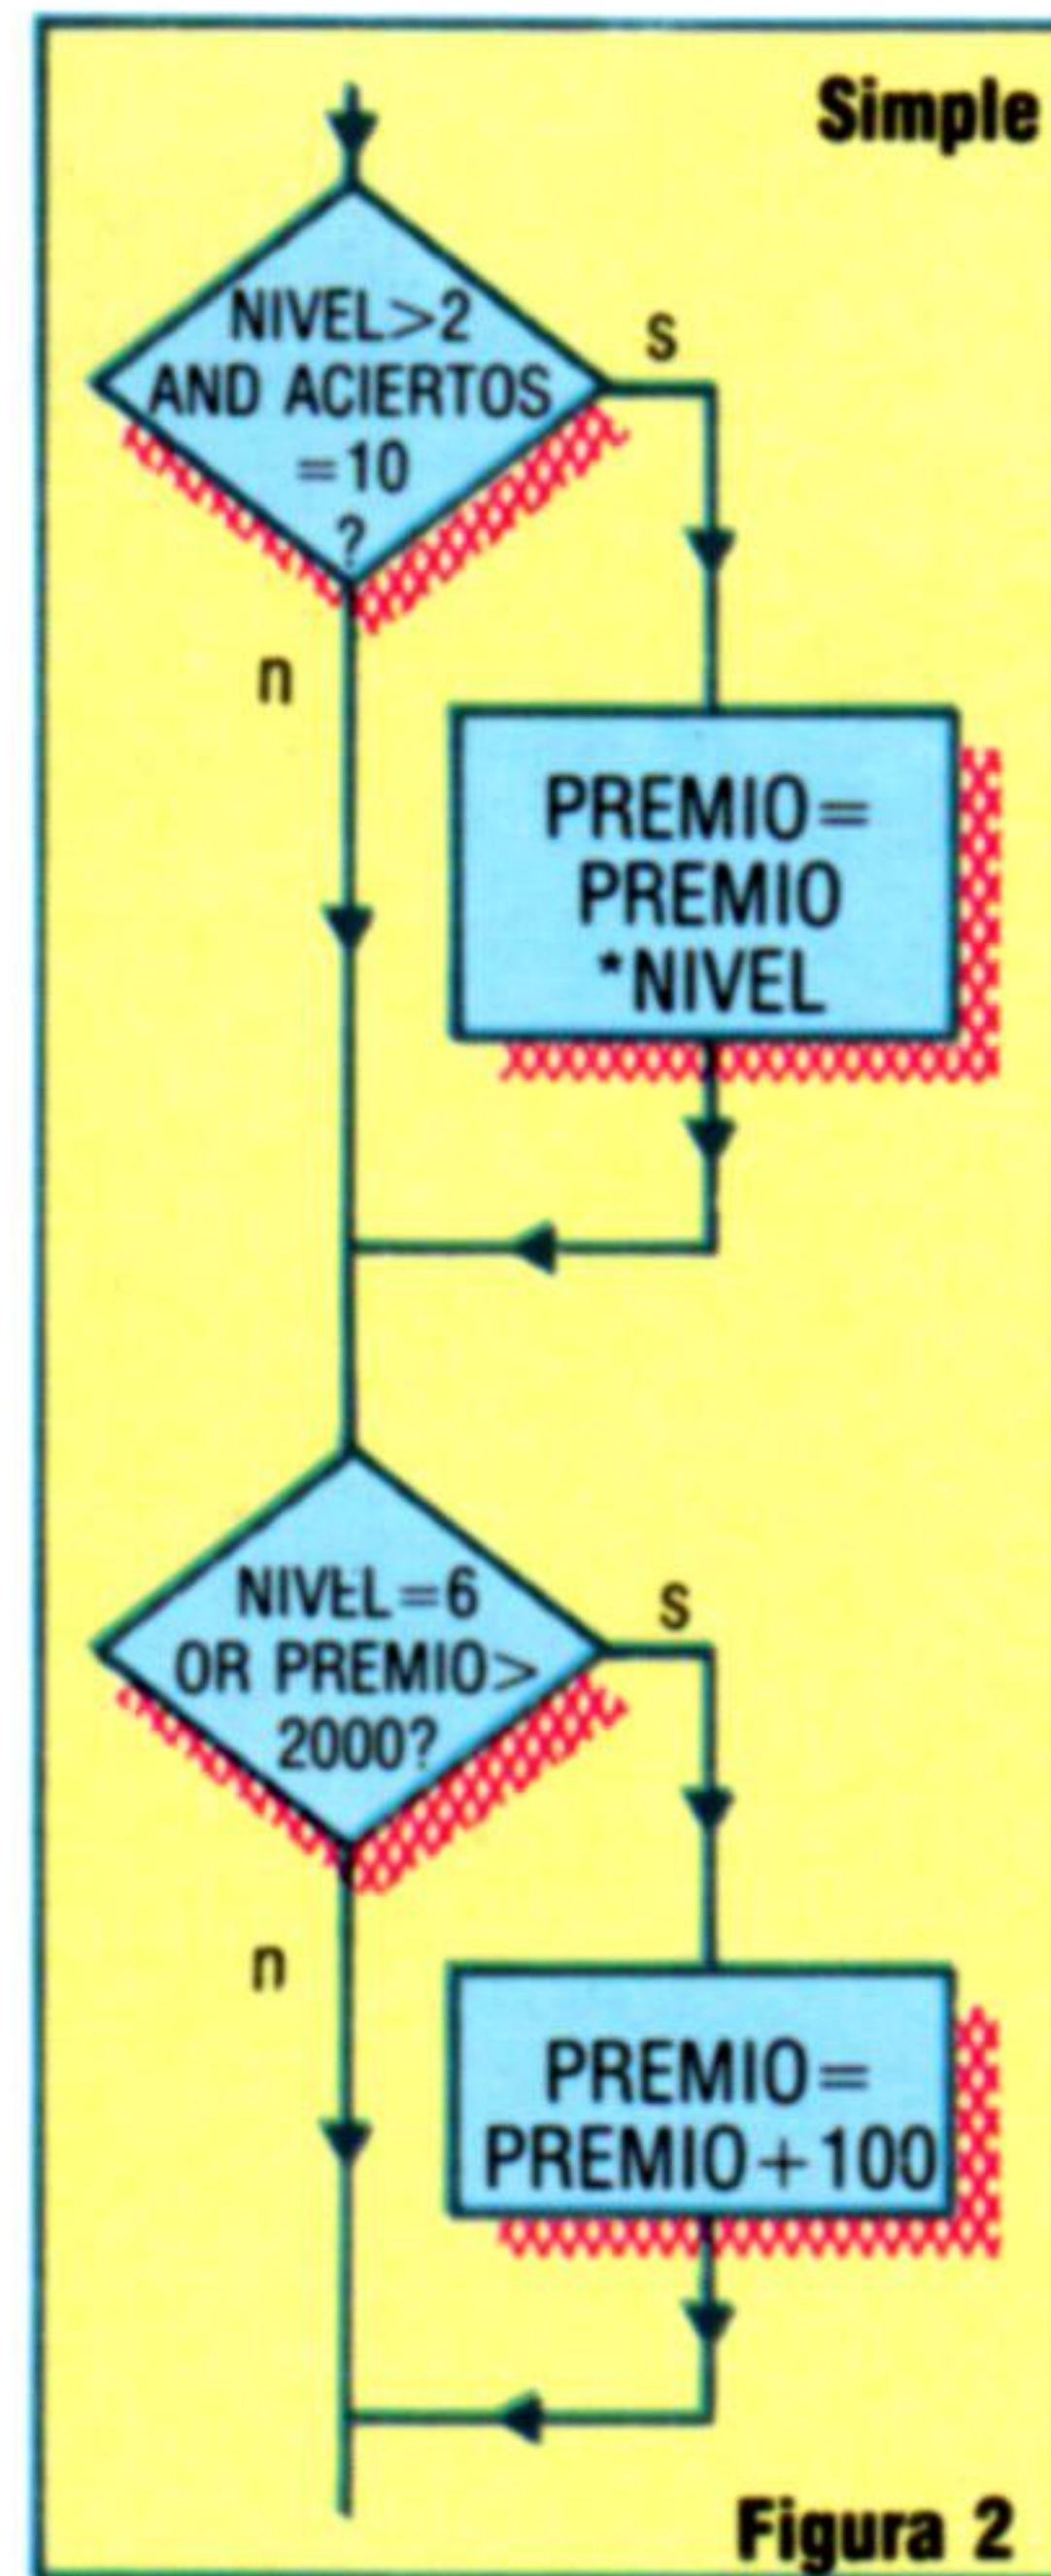 Simple
NIVEL>2
AND ACIERTOS
=10
?
s
n
PREMIO=
PREMIO
*NIVEL
NIVEL=6
OR PREMIO>
2000?
s
n
PREMIO=
PREMIO+100
Figura 2